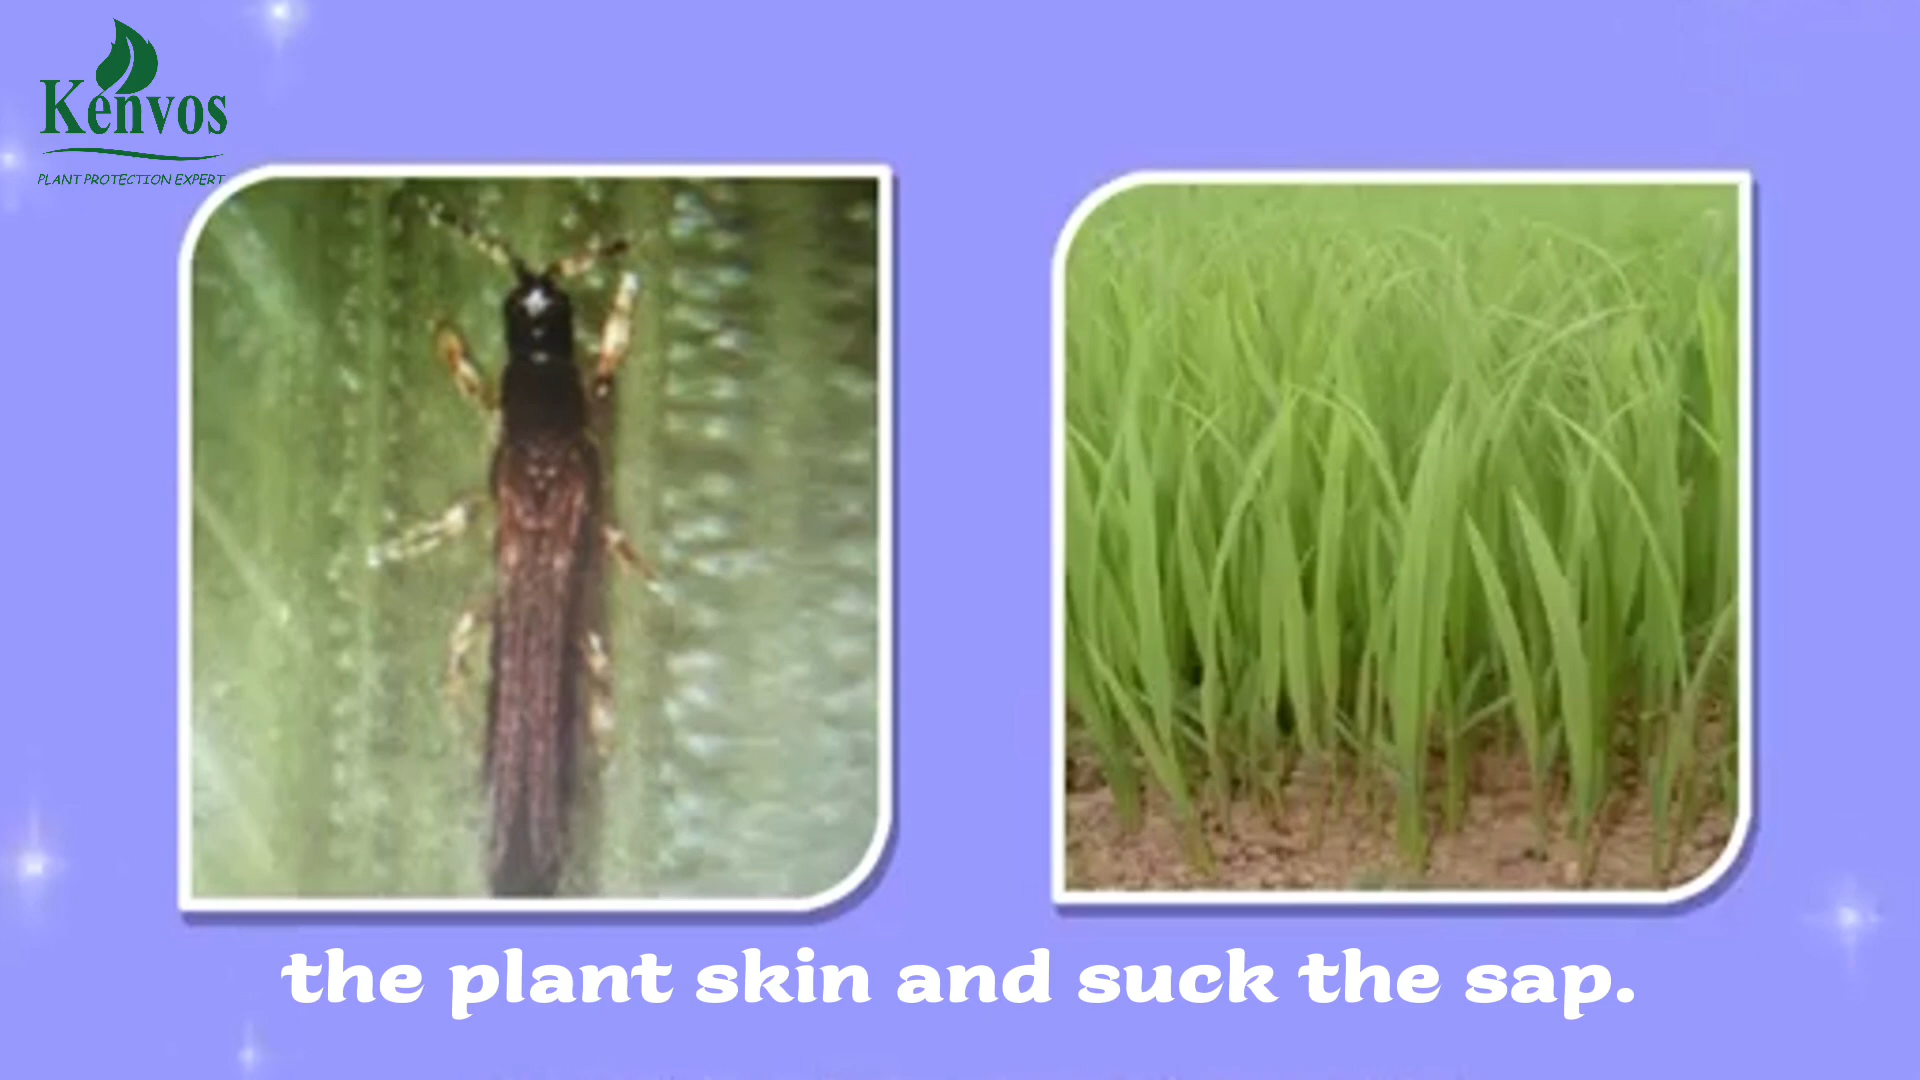 Kenvos
PLANT PROTECTION EXPERT
the plant skin and suck the sap.